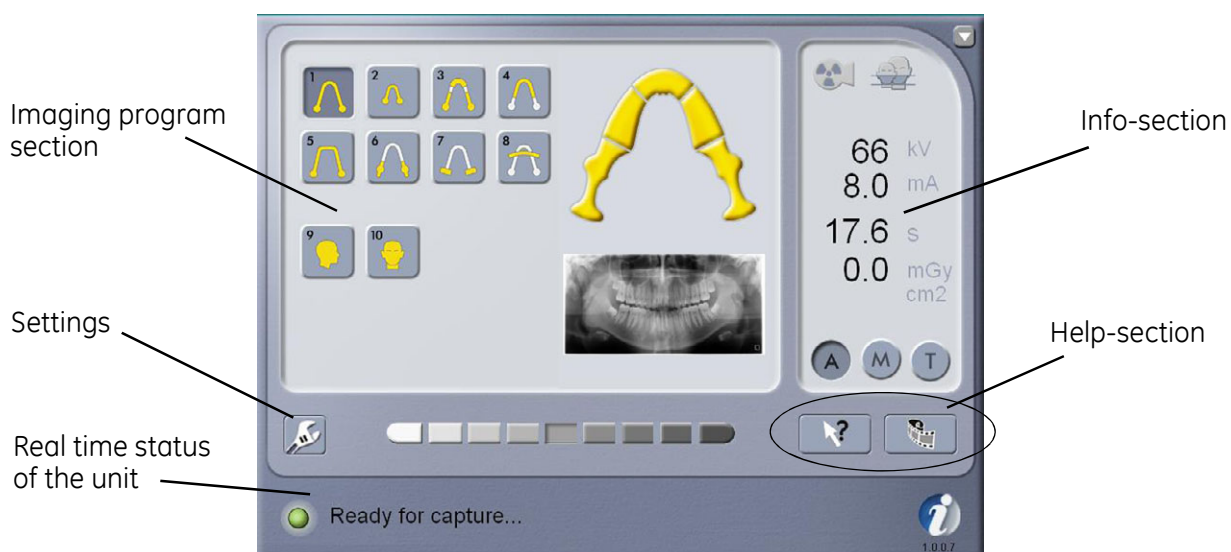 1
2
3
4
5
6
7
8
9
10
Imaging program
section
Settings
Real time status
of the unit
Ready for capture...
66 kV
8.0 mA
17.6 s
0.0 mGy
cm2
A M T
?
i
1.0.0.7
Info-section
Help-section